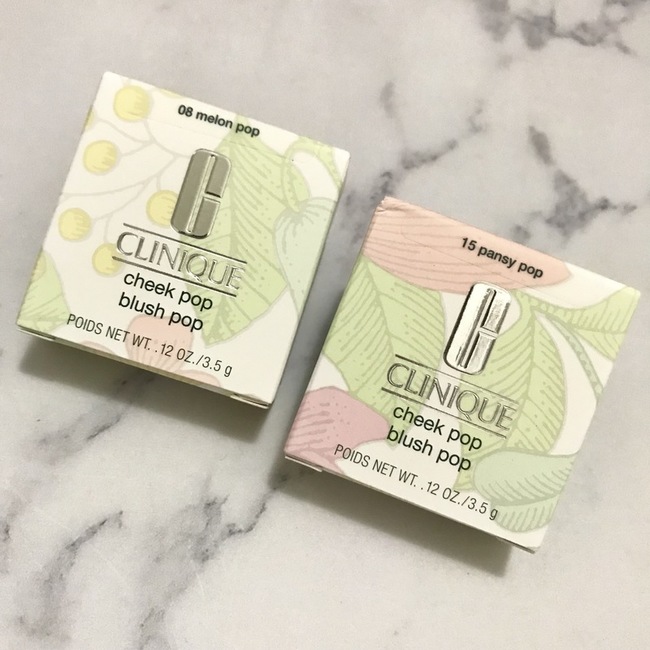 08 melon pop
CLINIQUE
cheek pop
blush pop
POIDS NET WT. .12 OZ./3.5 g
15 pansy pop
CLINIQUE
cheek pop
blush pop
POIDS NET WT. .12 OZ./3.5 g